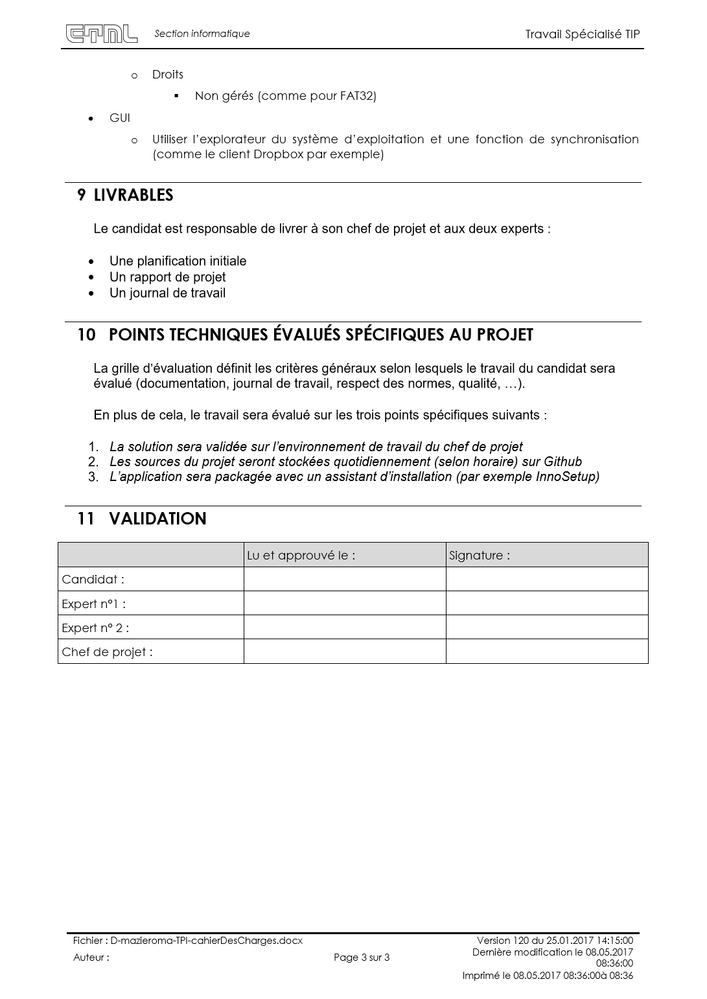 ETML Section informatique Travail Spécialisé TIP
o Droits
▪ Non gérés (comme pour FAT32)
• GUI
o Utiliser l’explorateur du système d’exploitation et une fonction de synchronisation
(comme le client Dropbox par exemple)
9 LIVRABLES
Le candidat est responsable de livrer à son chef de projet et aux deux experts :
• Une planification initiale
• Un rapport de projet
• Un journal de travail
10 POINTS TECHNIQUES ÉVALUÉS SPÉCIFIQUES AU PROJET
La grille d’évaluation définit les critères généraux selon lesquels le travail du candidat sera
évalué (documentation, journal de travail, respect des normes, qualité, …).
En plus de cela, le travail sera évalué sur les trois points spécifiques suivants :
1. La solution sera validée sur l’environnement de travail du chef de projet
2. Les sources du projet seront stockées quotidiennement (selon horaire) sur Github
3. L’application sera packagée avec un assistant d’installation (par exemple InnoSetup)
11 VALIDATION
Lu et approuvé le : Signature :
Candidat :
Expert n°1 :
Expert n° 2 :
Chef de projet :
Fichier : D-mazieroma-TPI-cahierDesCharges.docx Version 120 du 25.01.2017 14:15:00
Auteur : Page 3 sur 3 Dernière modification le 08.05.2017
08:36:00
Imprimé le 08.05.2017 08:36:00à 08:36